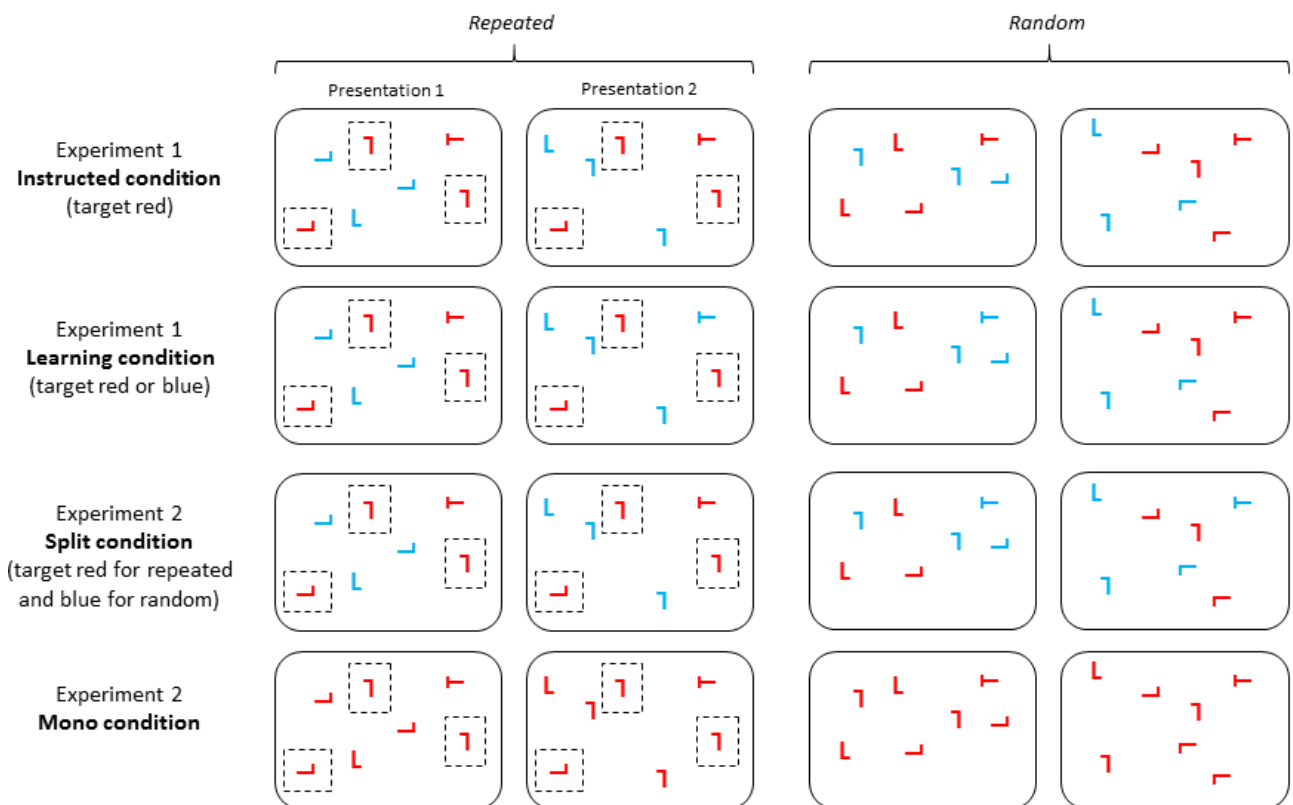 Repeated
Random
Presentation 1
Presentation 2
Experiment 1
Instructed condition
(target red)
Experiment 1
Learning condition
(target red or blue)
Experiment 2
Split condition
(target red for repeated
and blue for random)
Experiment 2
Mono condition